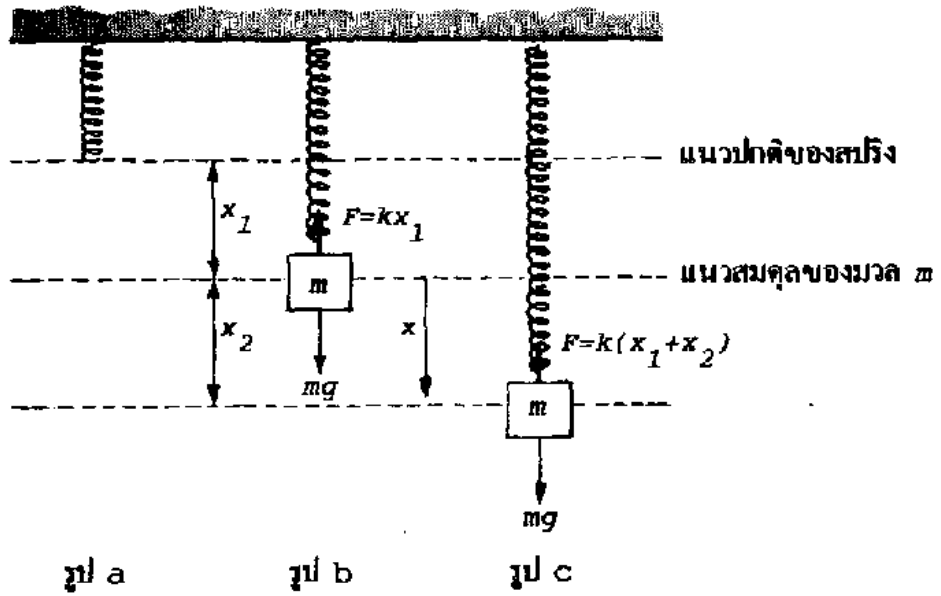 แนวปกติของสปริง
x₁
F=kx₁
m
แนวสมดุลของมวล m
x₂
x
F=k(x₁+x₂)
mg
m
mg
รูป a
รูป b
รูป c